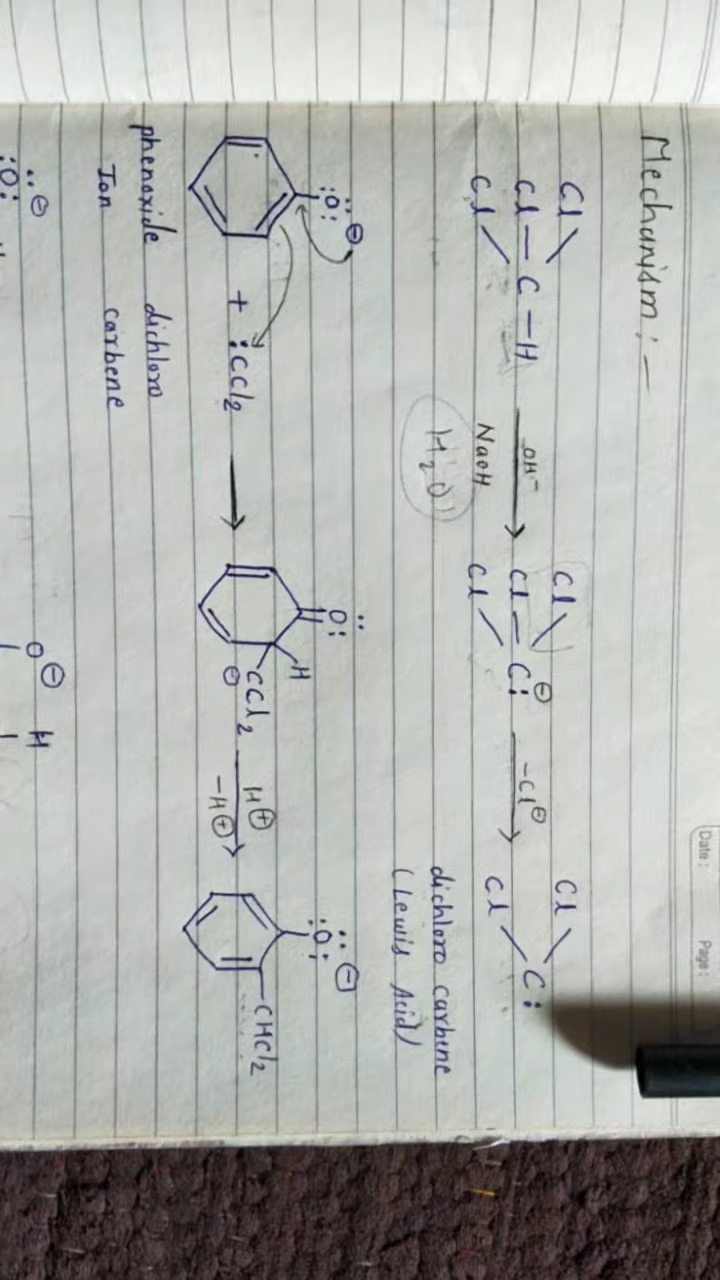 Date :
Page :
Mechanism :-
Cl
Cl - C - H
Cl
OH⁻
NaOH
H₂O
Cl
Cl - C: ⊖
Cl
-Cl⊖
Cl
C:
Cl
dichloro carbene
(Lewis Acid)
:Ö: ⊖
+ :CCl₂
Ö:
H
CCl₂
⊖
H⊕
-H⊕
:Ö: ⊖
CHCl₂
phenoxide dichloro
Ion carbene
⊖
:Ö:
O⊖ H